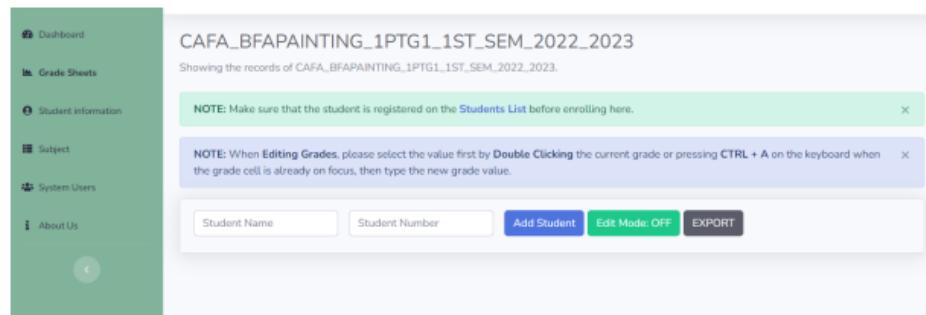 Dashboard
Grade Sheets
Student information
Subject
System Users
About Us
CAFA_BFAPAINTING_1PTG1_1ST_SEM_2022_2023
Showing the records of CAFA_BFAPAINTING_1PTG1_1ST_SEM_2022_2023.
NOTE: Make sure that the student is registered on the Students List before enrolling here.
NOTE: When Editing Grades, please select the value first by Double Clicking the current grade or pressing CTRL + A on the keyboard when
the grade cell is already on focus, then type the new grade value.
Student Name Student Number Add Student Edit Mode: OFF EXPORT